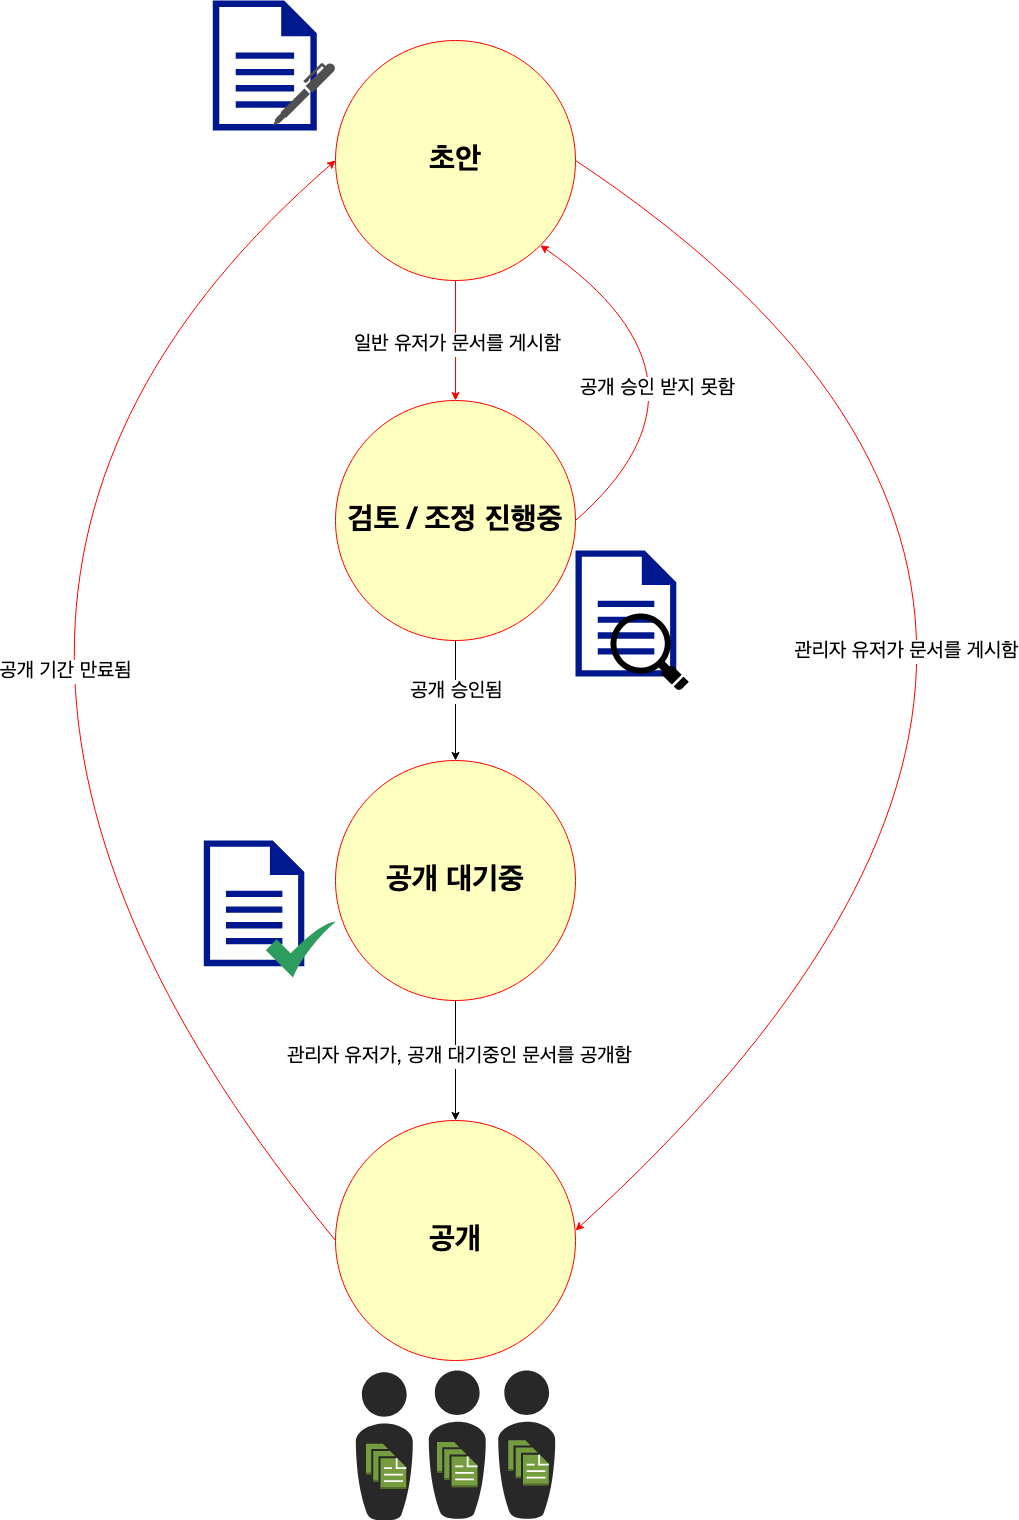 초안
일반 유저가 문서를 게시함
공개 승인 받지 못함
검토 / 조정 진행중
관리자 유저가 문서를 게시함
공개 기간 만료됨
공개 승인됨
공개 대기중
관리자 유저가, 공개 대기중인 문서를 공개함
공개